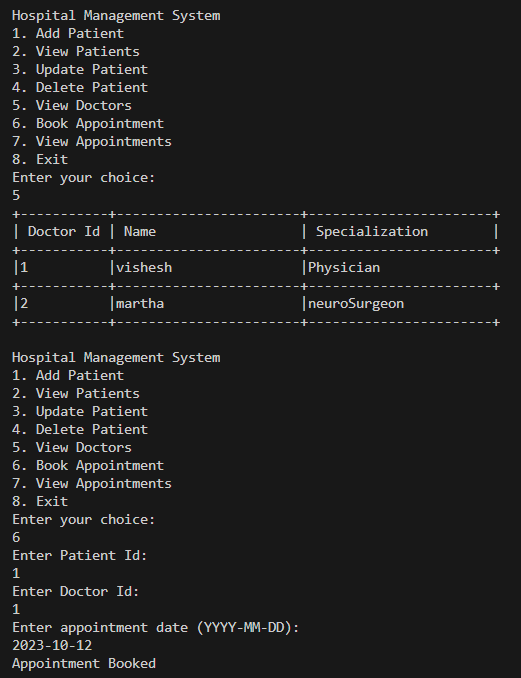 Hospital Management System
1. Add Patient
2. View Patients
3. Update Patient
4. Delete Patient
5. View Doctors
6. Book Appointment
7. View Appointments
8. Exit
Enter your choice:
5
+-----------+-----------------------+-----------------------+
| Doctor Id | Name                  | Specialization        |
+-----------+-----------------------+-----------------------+
|1          |vishesh                |Physician
+-----------+-----------------------+-----------------------+
|2          |martha                 |neuroSurgeon
+-----------+-----------------------+-----------------------+

Hospital Management System
1. Add Patient
2. View Patients
3. Update Patient
4. Delete Patient
5. View Doctors
6. Book Appointment
7. View Appointments
8. Exit
Enter your choice:
6
Enter Patient Id:
1
Enter Doctor Id:
1
Enter appointment date (YYYY-MM-DD):
2023-10-12
Appointment Booked